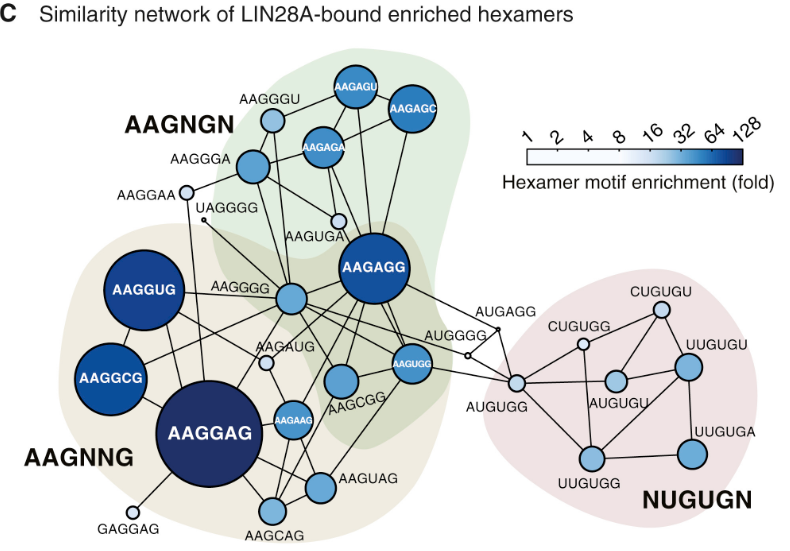 C Similarity network of LIN28A-bound enriched hexamers
AAGAGU
AAGGGU
AAGAGC
AAGNGN
1 2 4 8 16 32 64 128
AAGAGA
AAGGGA
Hexamer motif enrichment (fold)
AAGGAA
UAGGGG
AAGUGA
AAGAGG
AAGGUG
AAGGGG
CUGUGU
AUGAGG
CUGUGG
AUGGGG
UUGUGU
AAGAUG
AAGUGG
AAGGCG
AAGCGG
AUGUGG
AUGUGU
AAGAAG
AAGGAG
UUGUGA
AAGNNG
AAGUAG
UUGUGG
NUGUGN
GAGGAG
AAGCAG